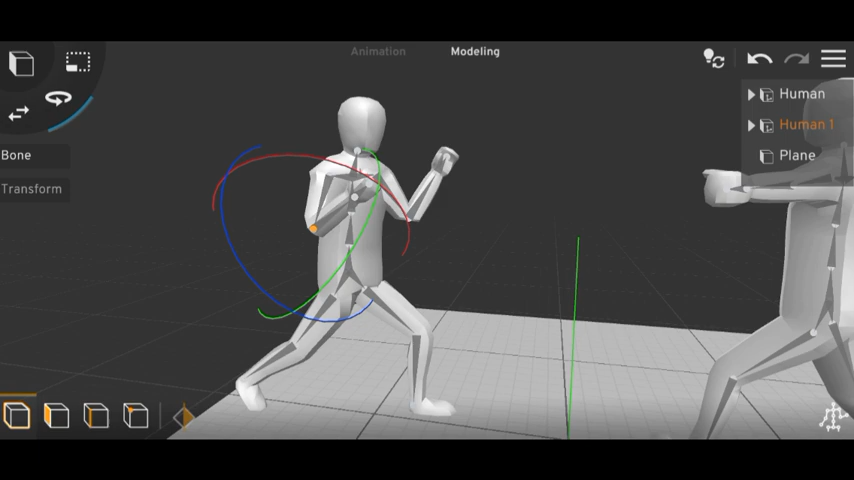 Animation
Modeling
Human
Human 1
Plane
Bone
Transform